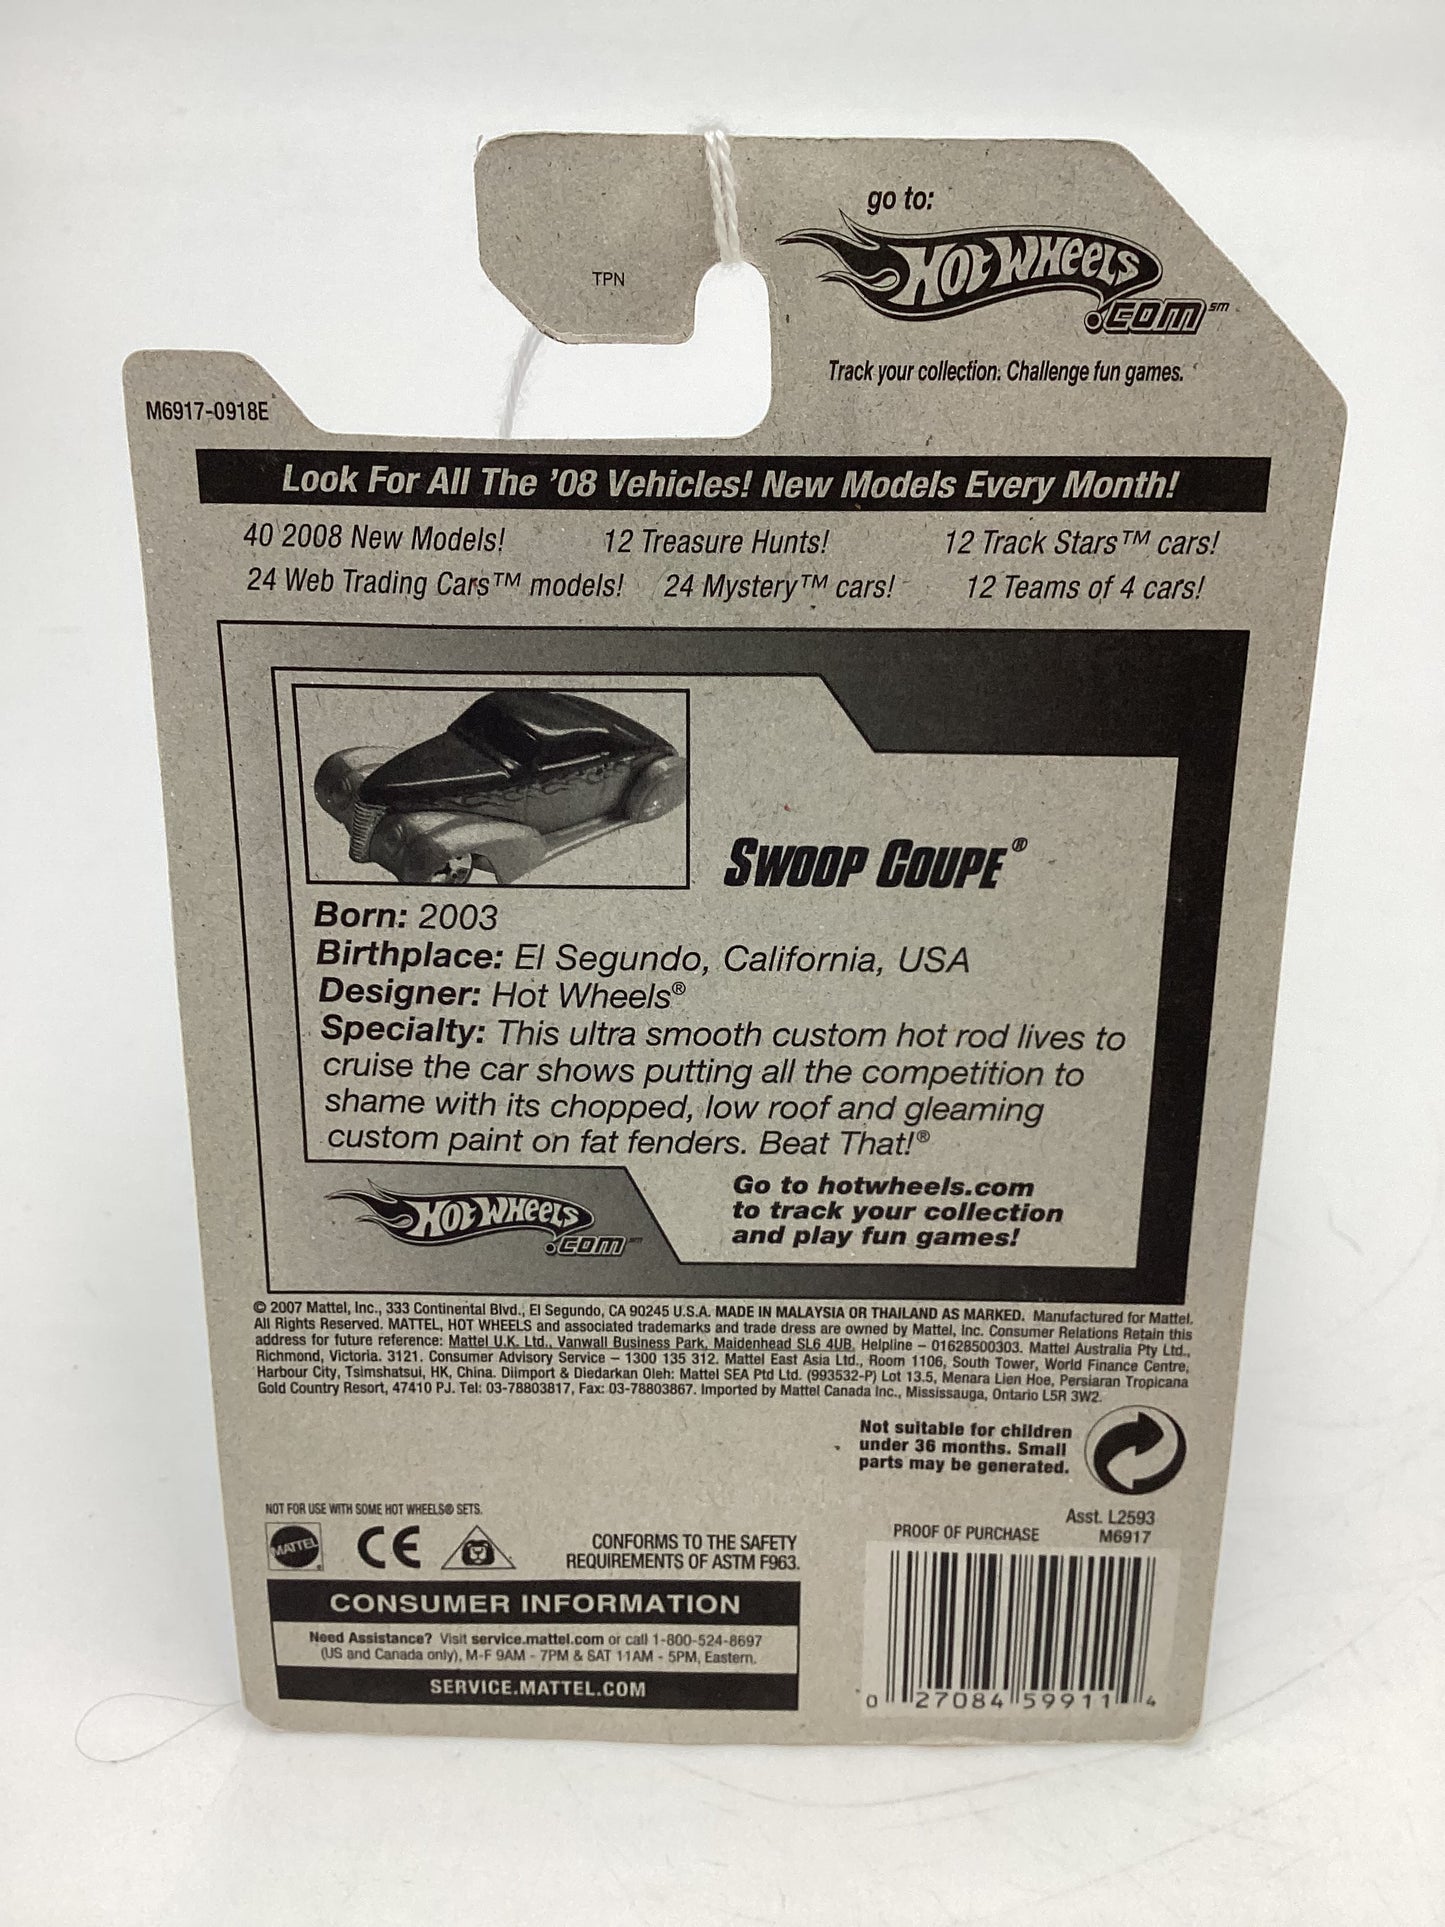 go to:
HOT WHEELS
.COM℠
TPN
Track your collection. Challenge fun games.
M6917-0918E
Look For All The '08 Vehicles! New Models Every Month!
40 2008 New Models! 12 Treasure Hunts! 12 Track Stars™ cars!
24 Web Trading Cars™ models! 24 Mystery™ cars! 12 Teams of 4 cars!
SWOOP COUPE®
Born: 2003
Birthplace: El Segundo, California, USA
Designer: Hot Wheels®
Specialty: This ultra smooth custom hot rod lives to
cruise the car shows putting all the competition to
shame with its chopped, low roof and gleaming
custom paint on fat fenders. Beat That!®
HOT WHEELS
.COM℠
Go to hotwheels.com
to track your collection
and play fun games!
© 2007 Mattel, Inc., 333 Continental Blvd., El Segundo, CA 90245 U.S.A. MADE IN MALAYSIA OR THAILAND AS MARKED. Manufactured for Mattel.
All Rights Reserved. MATTEL, HOT WHEELS and associated trademarks and trade dress are owned by Mattel, Inc. Consumer Relations Retain this
address for future reference: Mattel U.K. Ltd., Vanwall Business Park, Maidenhead SL6 4UB. Helpline – 01628500303. Mattel Australia Pty Ltd.,
Richmond, Victoria. 3121. Consumer Advisory Service – 1300 135 312. Mattel East Asia Ltd., Room 1106, South Tower, World Finance Centre,
Harbour City, Tsimshatsui, HK, China. Diimport & Diedarkan Oleh: Mattel SEA Ptd Ltd. (993532-P) Lot 13.5, Menara Lien Hoe, Persiaran Tropicana
Gold Country Resort, 47410 PJ. Tel: 03-78803817, Fax: 03-78803867. Imported by Mattel Canada Inc., Mississauga, Ontario L5R 3W2.
Not suitable for children
under 36 months. Small
parts may be generated.
NOT FOR USE WITH SOME HOT WHEELS® SETS.
MATTEL
CE
CONFORMS TO THE SAFETY
REQUIREMENTS OF ASTM F963.
Asst. L2593
PROOF OF PURCHASE M6917
CONSUMER INFORMATION
Need Assistance? Visit service.mattel.com or call 1-800-524-8697
(US and Canada only), M-F 9AM - 7PM & SAT 11AM - 5PM, Eastern.
SERVICE.MATTEL.COM
0 27084 59911 4